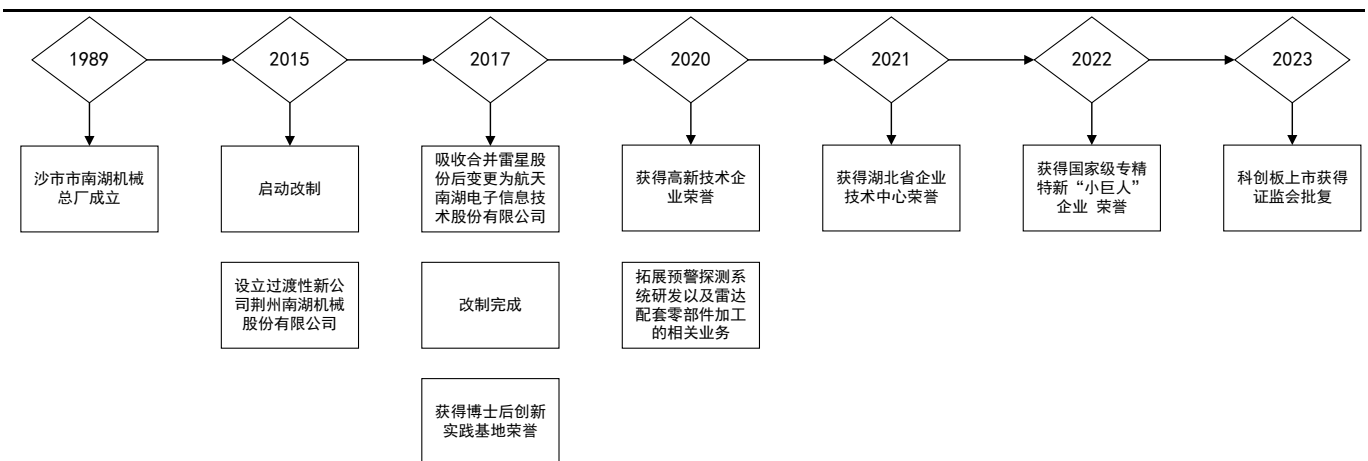 1989
2015
2017
2020
2021
2022
2023
沙市市南湖机械
总厂成立
启动改制
吸收合并雷星股
份后变更为航天
南湖电子信息技
术股份有限公司
获得高新技术企
业荣誉
获得湖北省企业
技术中心荣誉
获得国家级专精
特新“小巨人”
企业 荣誉
科创板上市获得
证监会批复
设立过渡性新公
司荆州南湖机械
股份有限公司
改制完成
拓展预警探测系
统研发以及雷达
配套零部件加工
的相关业务
获得博士后创新
实践基地荣誉